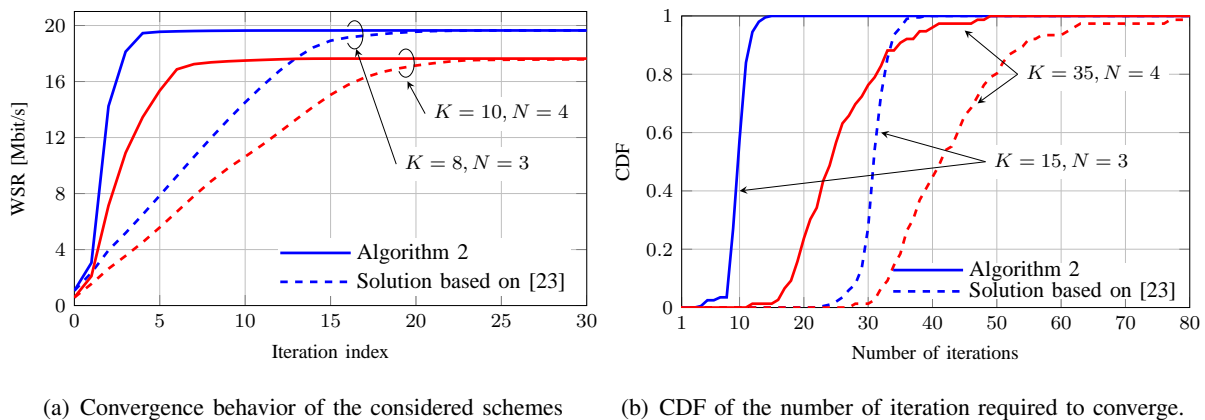 20
16
12
8
4
0
WSR [Mbit/s]
K = 10, N = 4
K = 8, N = 3
Algorithm 2
Solution based on [23]
0 5 10 15 20 25 30
Iteration index
(a) Convergence behavior of the considered schemes
1
0.8
0.6
0.4
0.2
0
CDF
K = 35, N = 4
K = 15, N = 3
Algorithm 2
Solution based on [23]
1 10 20 30 40 50 60 70 80
Number of iterations
(b) CDF of the number of iteration required to converge.